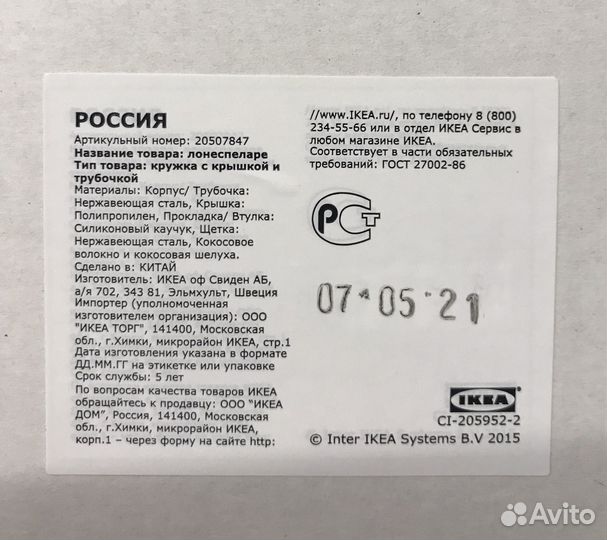 РОССИЯ
Артикульный номер: 20507847
Название товара: лонеспеларе
Тип товара: кружка с крышкой и
трубочкой
Материалы: Корпус/ Трубочка:
Нержавеющая сталь, Крышка:
Полипропилен, Прокладка/ Втулка:
Силиконовый каучук, Щетка:
Нержавеющая сталь, Кокосовое
волокно и кокосовая шелуха.
Сделано в: КИТАЙ
Изготовитель: ИКЕА оф Свиден АБ,
а/я 702, 343 81, Эльмхульт, Швеция
Импортер (уполномоченная
изготовителем организация): ООО
"ИКЕА ТОРГ", 141400, Московская
обл., г.Химки, микрорайон ИКЕА, стр.1
Дата изготовления указана в формате
ДД.ММ.ГГ на этикетке или упаковке
Срок службы: 5 лет
По вопросам качества товаров ИКЕА
обращайтесь к продавцу: ООО "ИКЕА
ДОМ", Россия, 141400, Московская
обл., г.Химки, микрорайон ИКЕА,
корп.1 – через форму на сайте http:
//www.IKEA.ru/, по телефону 8 (800)
234-55-66 или в отдел ИКЕА Сервис в
любом магазине ИКЕА.
Соответствует в части обязательных
требований: ГОСТ 27002-86
РСТ
07·05·21
IKEA
CI-205952-2
© Inter IKEA Systems B.V 2015
Avito